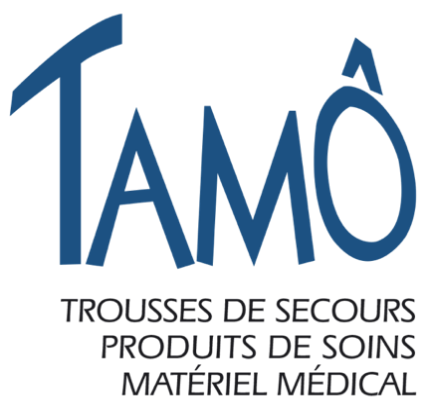 TAMÔ
TROUSSES DE SECOURS
PRODUITS DE SOINS
MATÉRIEL MÉDICAL